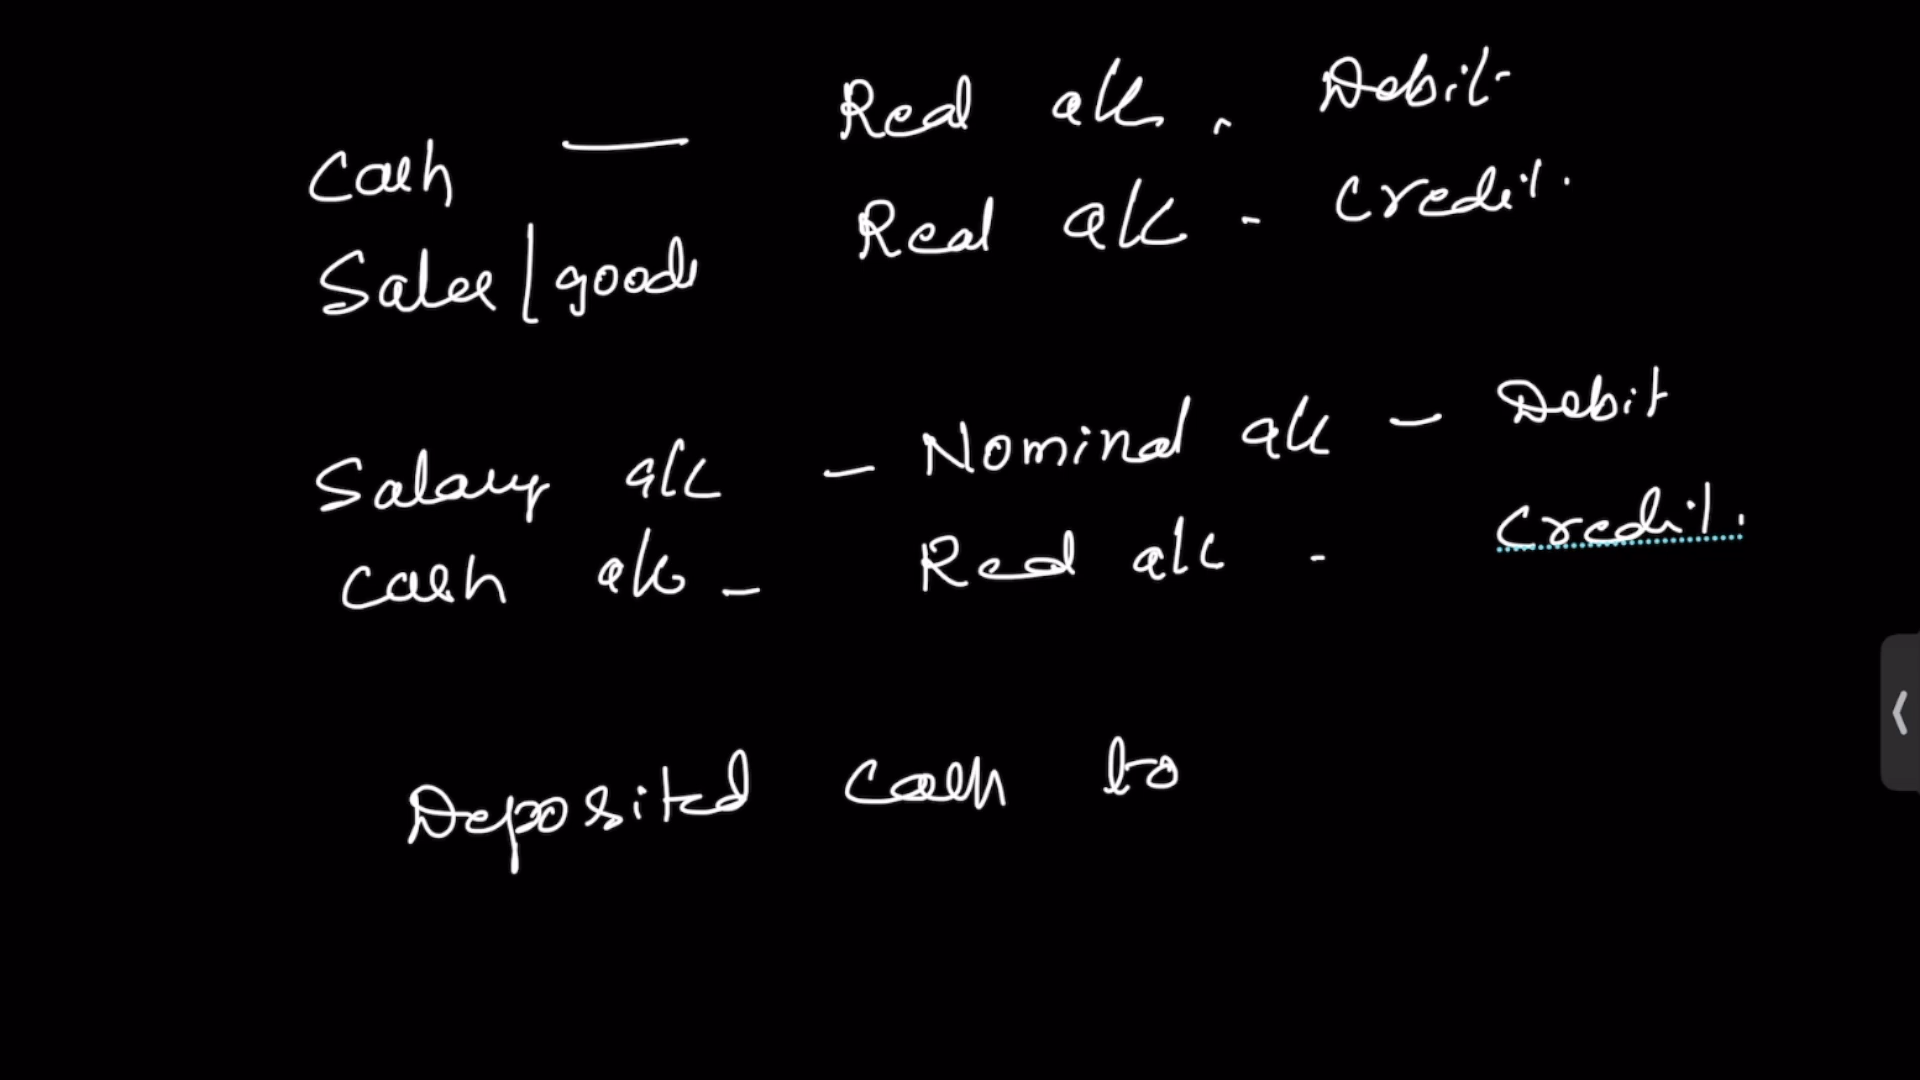 Cash — Real a/c, Debit
Sales/goods Real a/c - Credit.
Salary a/c - Nominal a/c - Debit
Cash a/c - Real a/c - Credit.
Deposited cash to